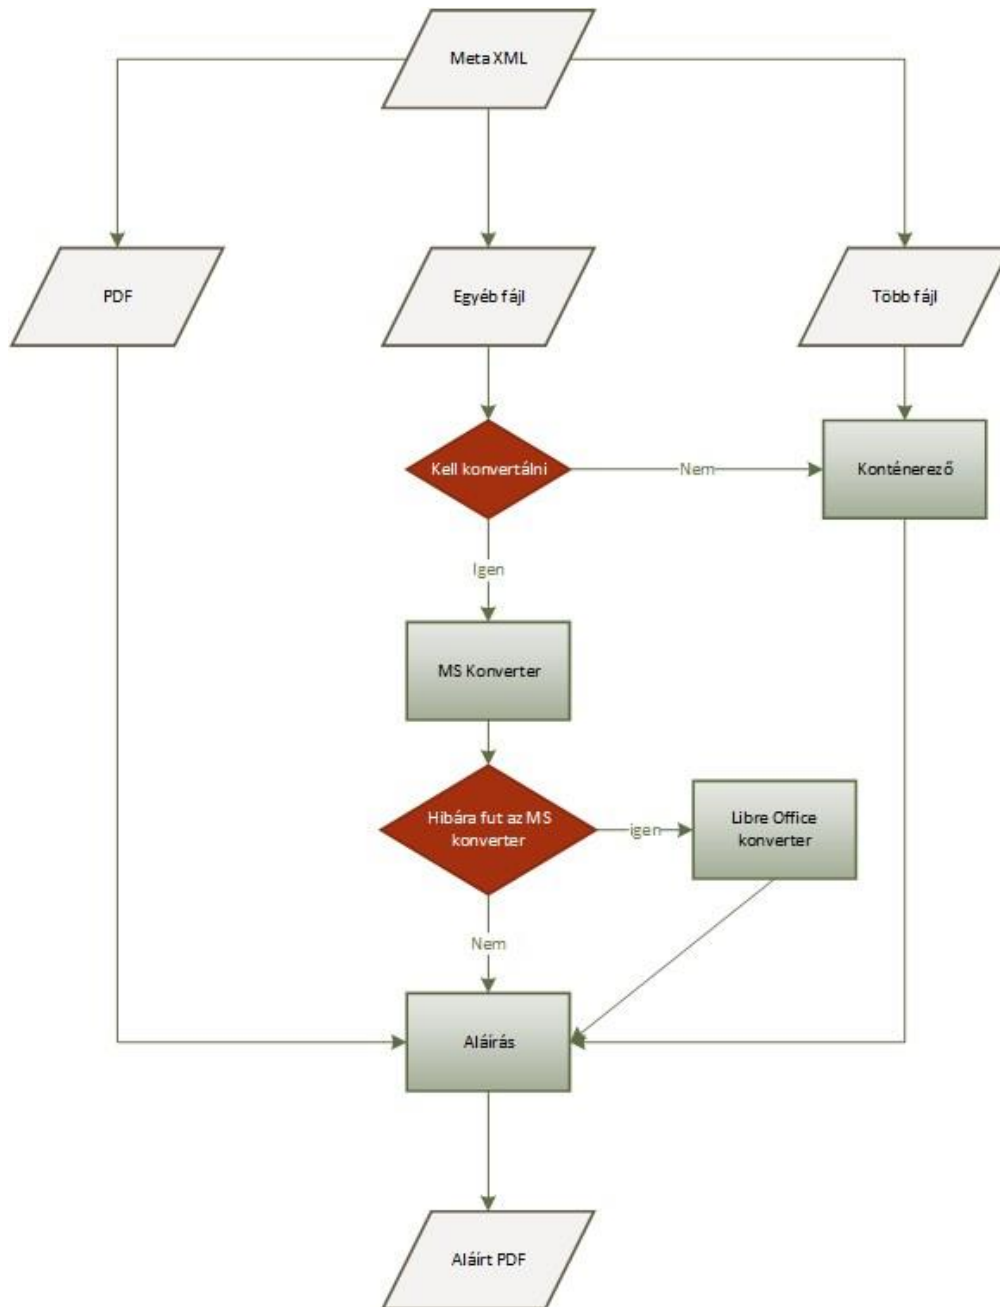 Meta XML
PDF
Egyéb fájl
Több fájl
Kell konvertálni
Nem
Konténerező
Igen
MS Konverter
Hibára fut az MS
konverter
igen
Libre Office
konverter
Nem
Aláírás
Aláírt PDF